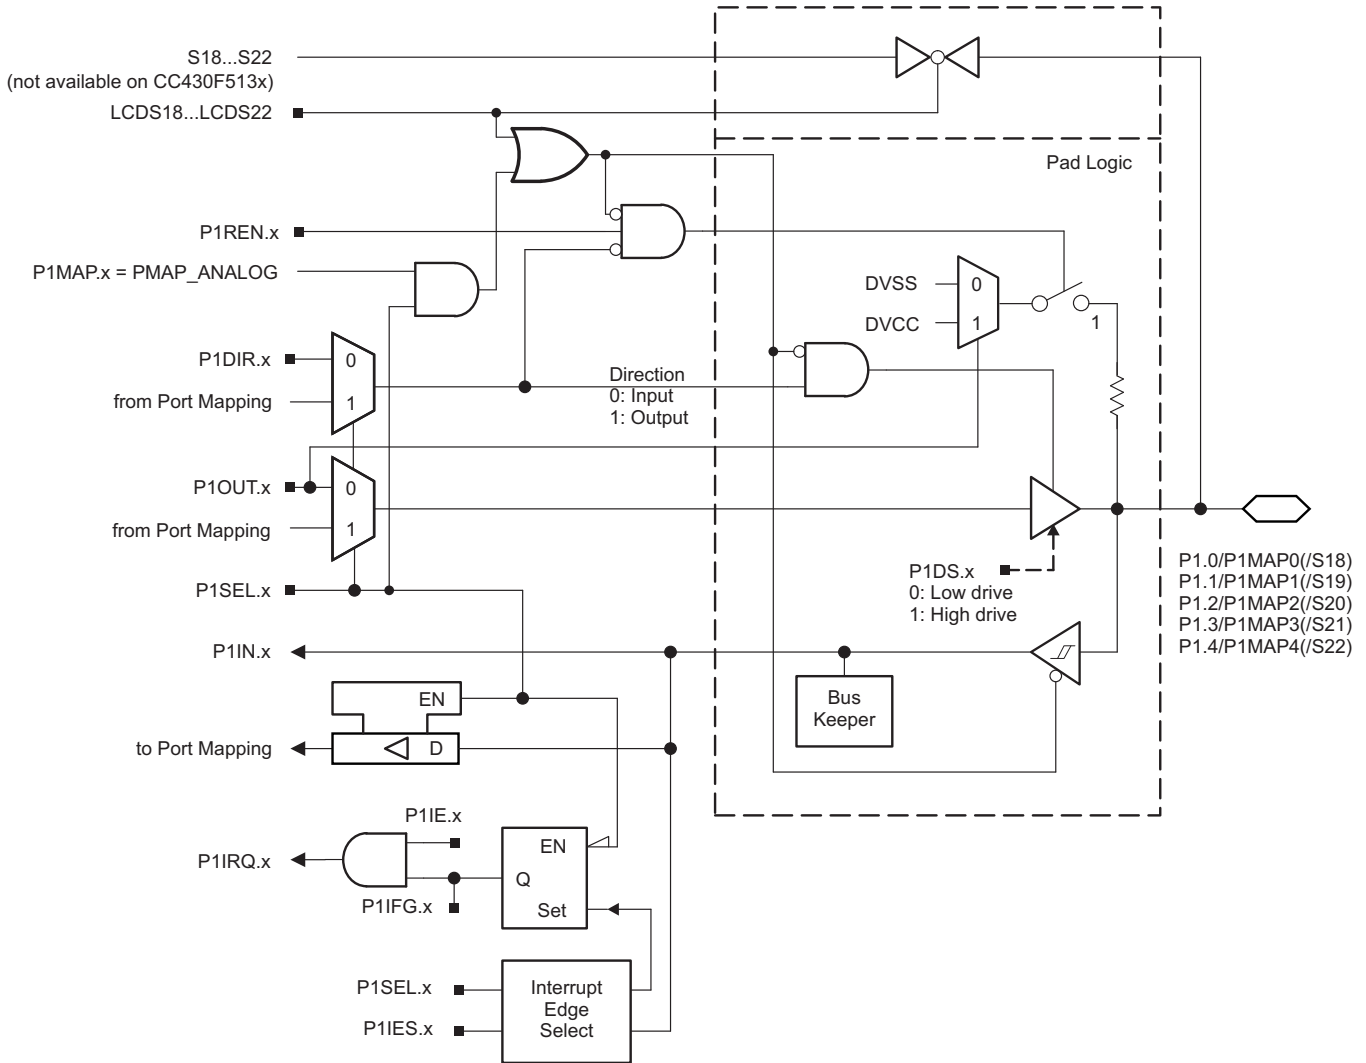 S18...S22
(not available on CC430F513x)
LCDS18...LCDS22
Pad Logic
P1REN.x
P1MAP.x = PMAP_ANALOG
DVSS
0
DVCC
1
1
P1DIR.x
0
from Port Mapping
1
Direction
0: Input
1: Output
P1OUT.x
0
from Port Mapping
1
P1SEL.x
P1DS.x
0: Low drive
1: High drive
P1.0/P1MAP0(/S18)
P1.1/P1MAP1(/S19)
P1.2/P1MAP2(/S20)
P1.3/P1MAP3(/S21)
P1.4/P1MAP4(/S22)
P1IN.x
Bus
Keeper
EN
to Port Mapping
D
P1IE.x
P1IRQ.x
EN
Q
P1IFG.x
Set
P1SEL.x
P1IES.x
Interrupt
Edge
Select